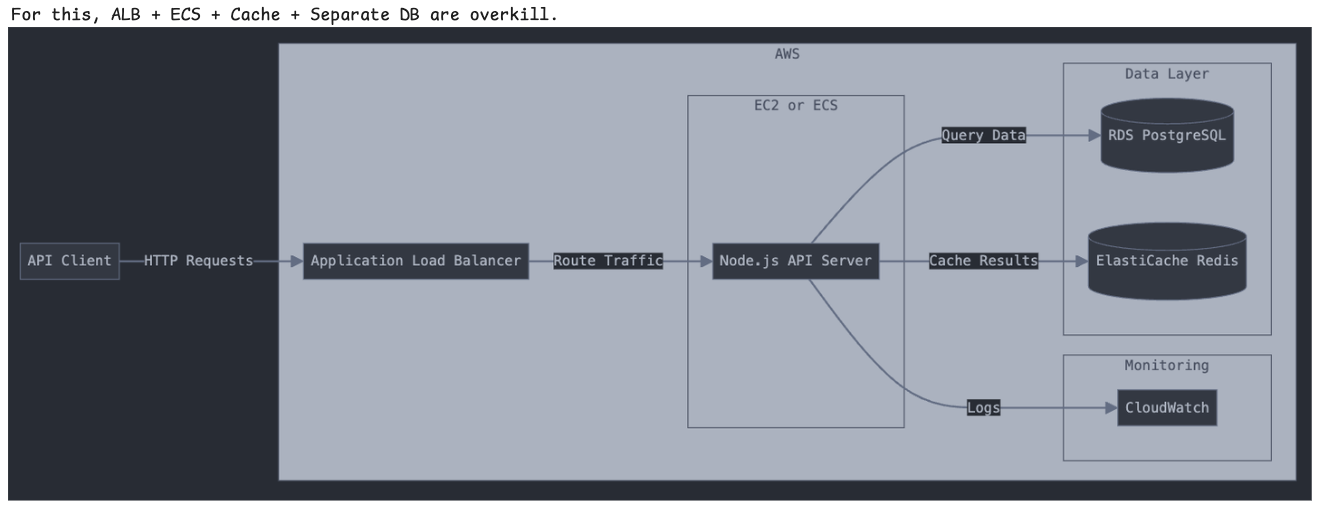 For this, ALB + ECS + Cache + Separate DB are overkill.
AWS
Data Layer
EC2 or ECS
Query Data
RDS PostgreSQL
API Client
HTTP Requests
Application Load Balancer
Route Traffic
Node.js API Server
Cache Results
ElastiCache Redis
Monitoring
Logs
CloudWatch